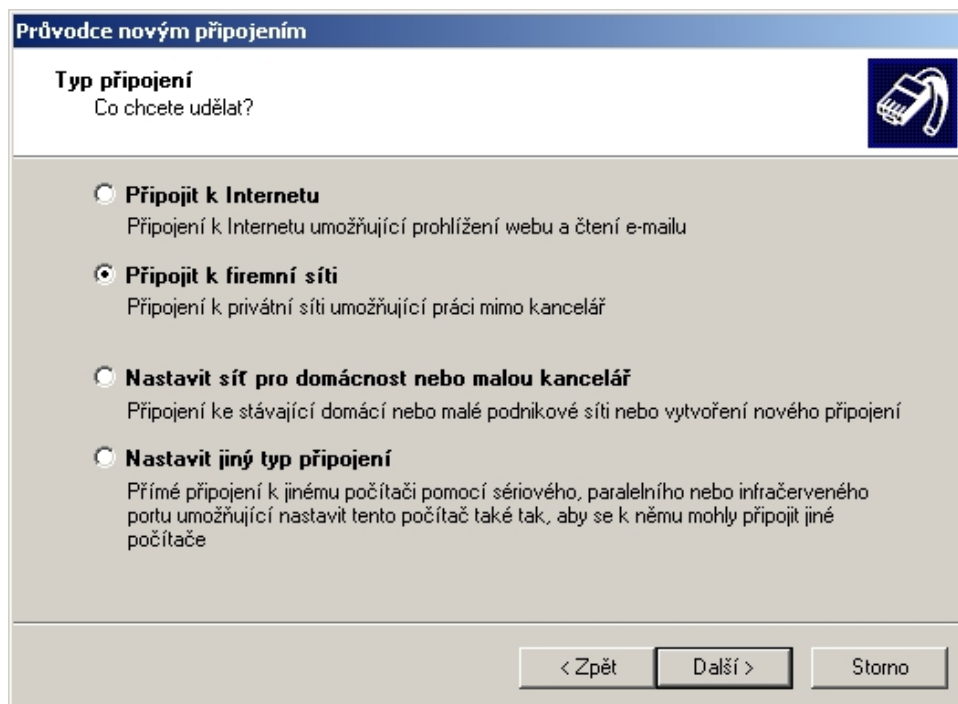 Průvodce novým připojením
Typ připojení
Co chcete udělat?
Připojit k Internetu
Připojení k Internetu umožňující prohlížení webu a čtení e-mailu
Připojit k firemní síti
Připojení k privátní síti umožňující práci mimo kancelář
Nastavit síť pro domácnost nebo malou kancelář
Připojení ke stávající domácí nebo malé podnikové síti nebo vytvoření nového připojení
Nastavit jiný typ připojení
Přímé připojení k jinému počítači pomocí sériového, paralelního nebo infračerveného
portu umožňující nastavit tento počítač také tak, aby se k němu mohly připojit jiné
počítače
< Zpět
Další >
Storno